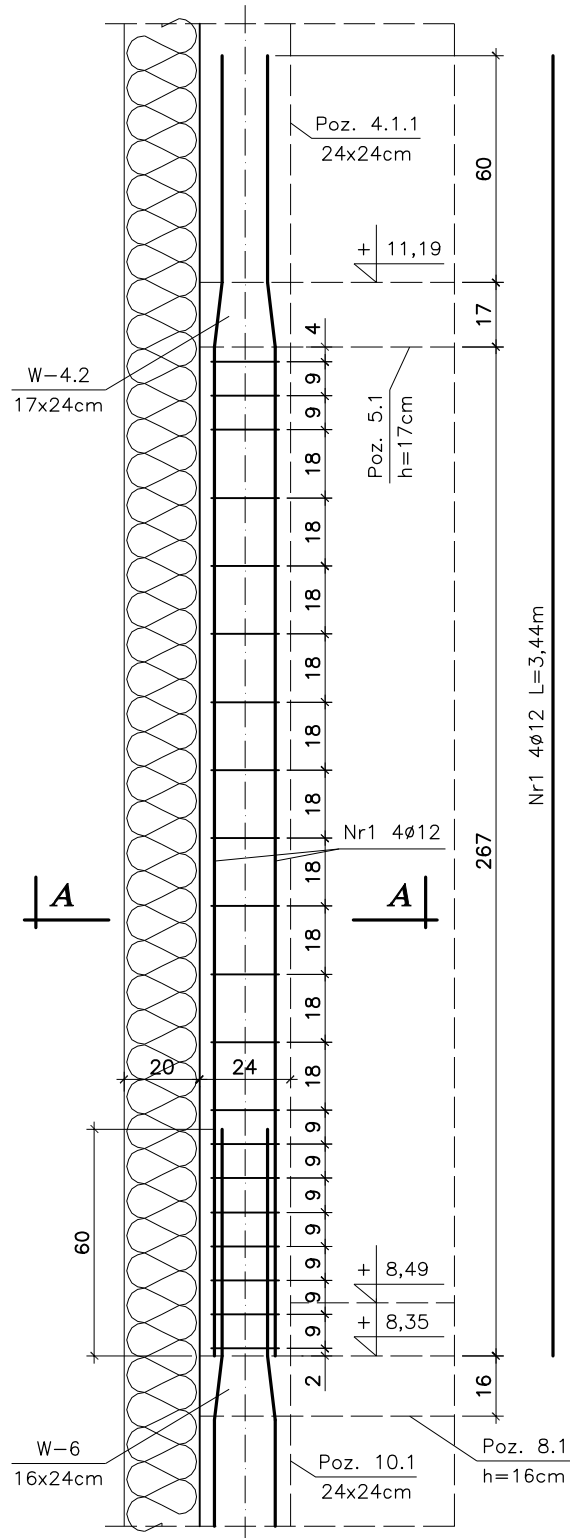 Poz. 4.1.1
24x24cm
60
+ 11,19
17
4
W-4.2
17x24cm
9
9
Poz. 5.1
h=17cm
18
18
18
18
18
18
Nr1 4ø12 L=3,44m
Nr1 4ø12
267
18
A
A
18
18
18
20
24
9
9
9
9
9
9
9
60
+ 8,49
+ 8,35
2
16
W-6
16x24cm
Poz. 10.1
24x24cm
Poz. 8.1
h=16cm